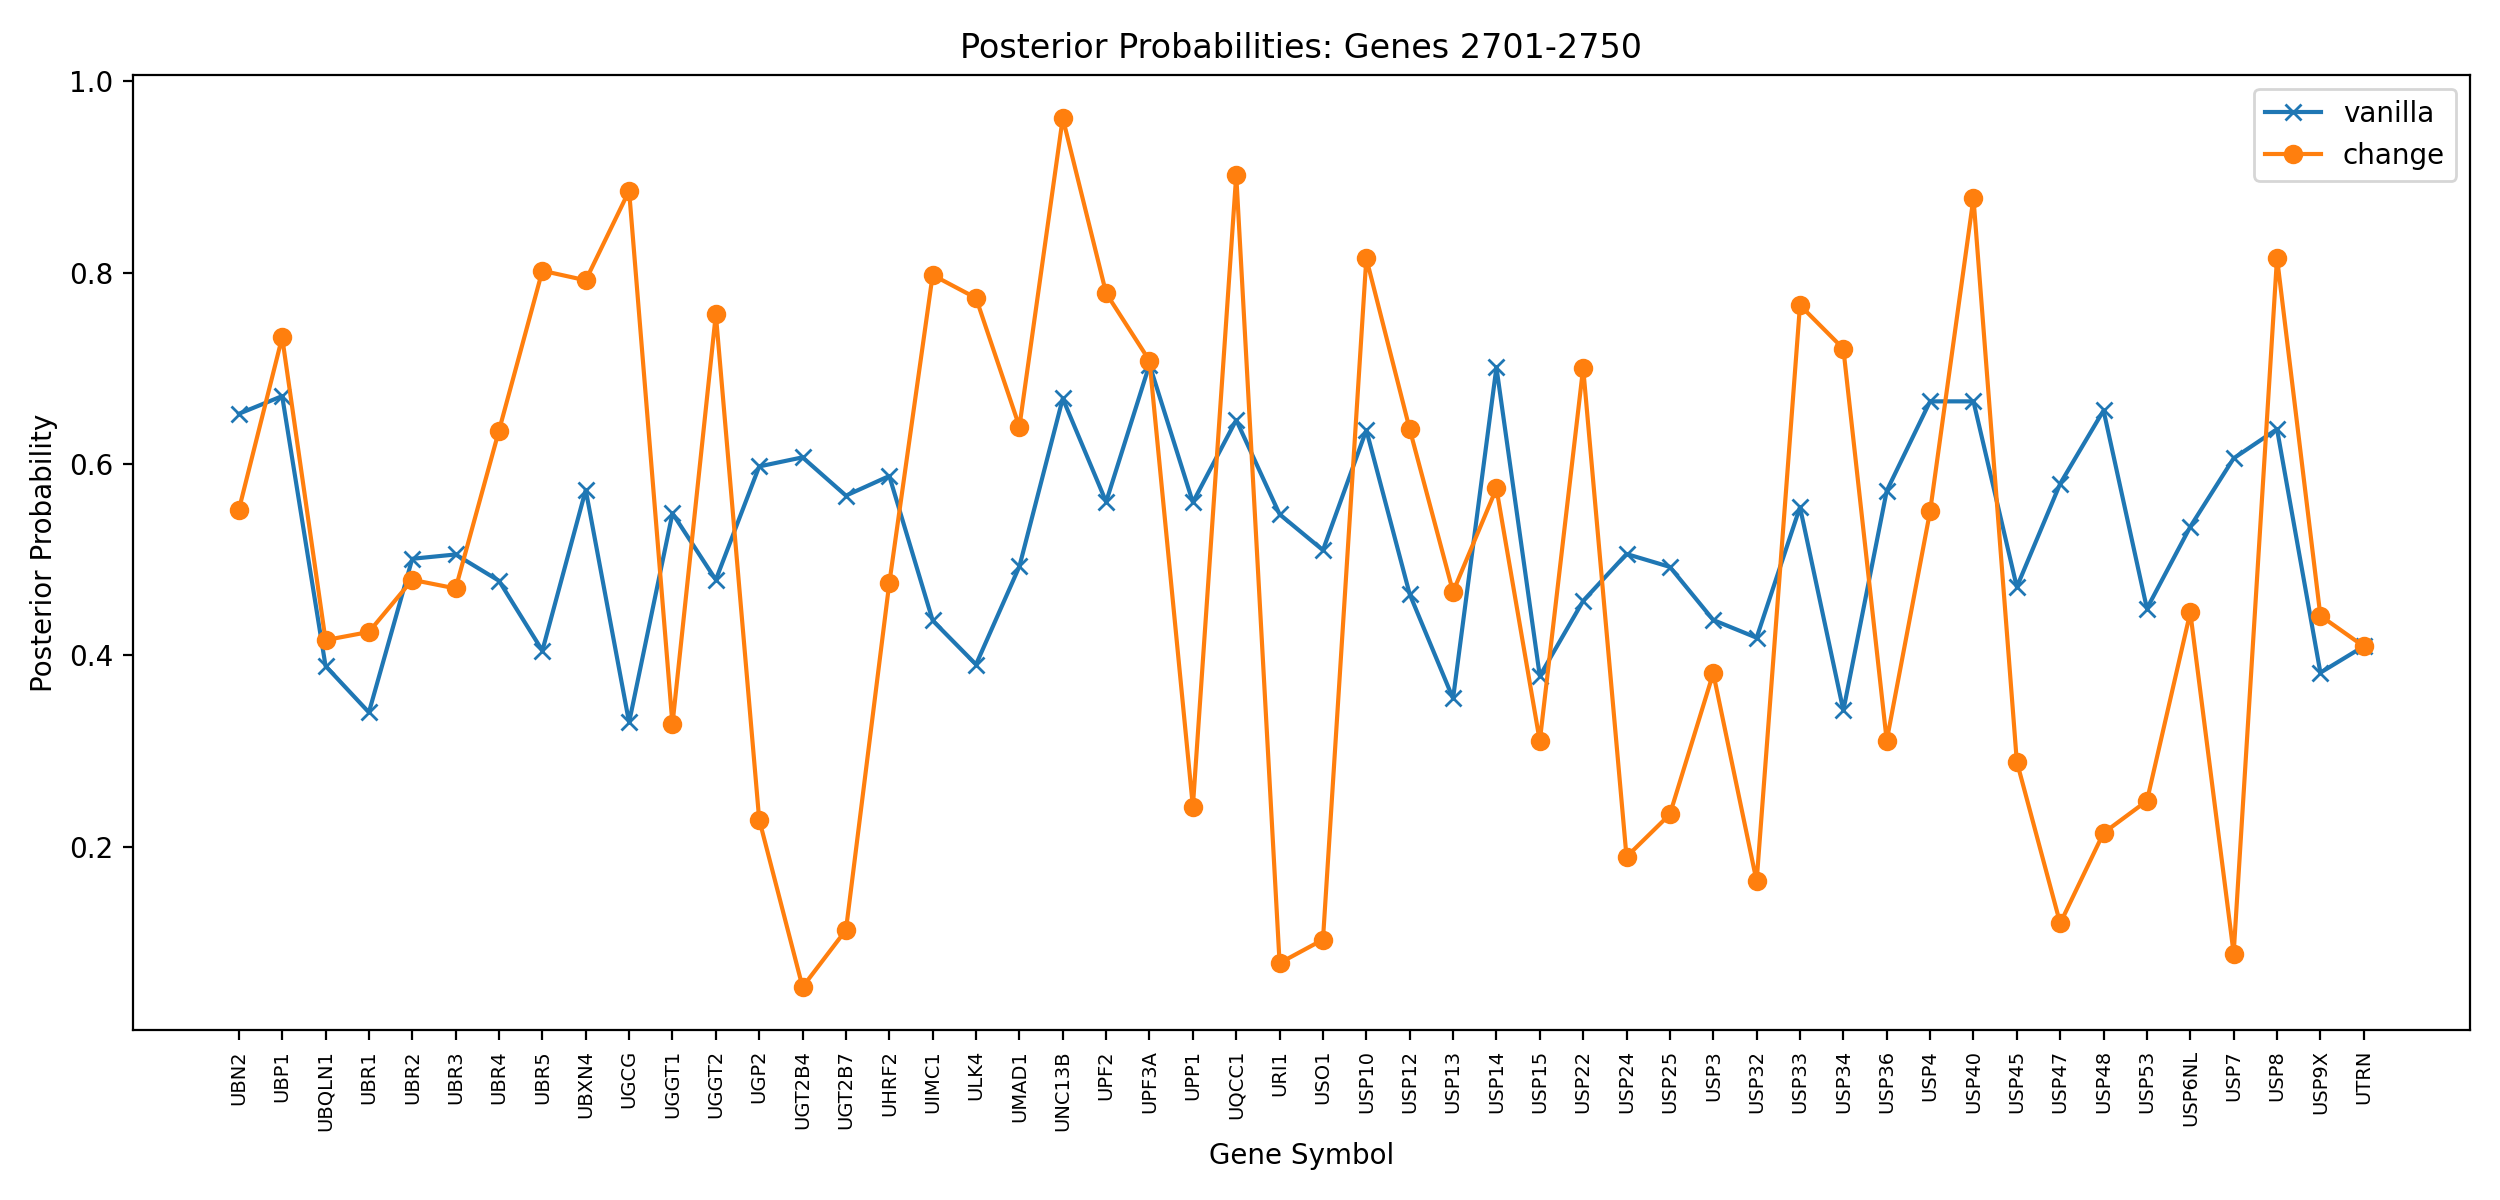 Posterior Probabilities: Genes 2701-2750
vanilla
change
1.0
0.8
0.6
0.4
0.2
Posterior Probability
UBN2
UBP1
UBQLN1
UBR1
UBR2
UBR3
UBR4
UBR5
UBXN4
UGCG
UGGT1
UGGT2
UGP2
UGT2B4
UGT2B7
UHRF2
UIMC1
ULK4
UMAD1
UNC13B
UPF2
UPF3A
UPP1
UQCC1
URI1
USO1
USP10
USP12
USP13
USP14
USP15
USP22
USP24
USP25
USP3
USP32
USP33
USP34
USP36
USP4
USP40
USP45
USP47
USP48
USP53
USP6NL
USP7
USP8
USP9X
UTRN
Gene Symbol